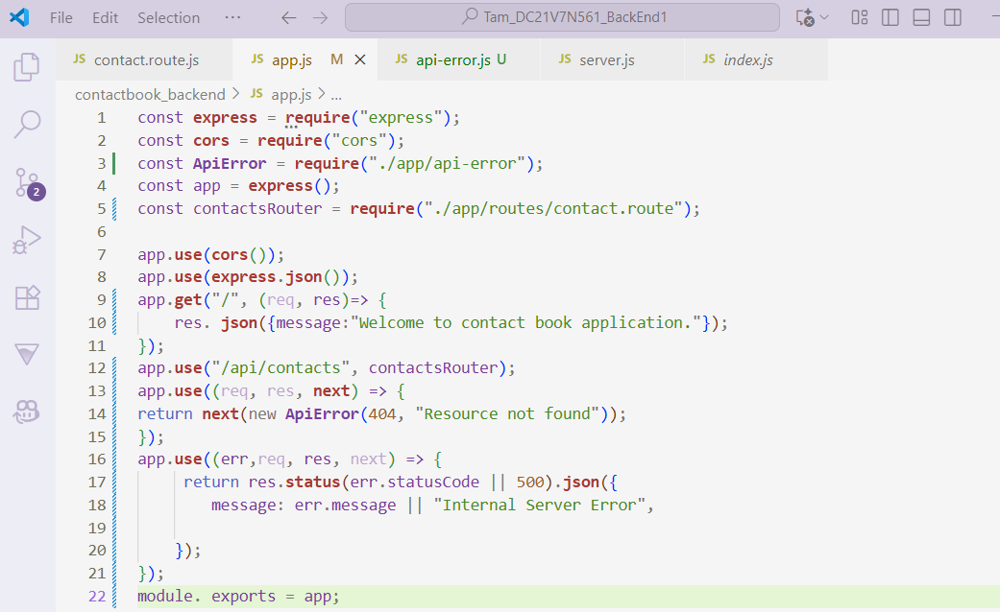 File Edit Selection ··· Tam_DC21V7N561_BackEnd1
JS contact.route.js JS app.js M JS api-error.js U JS server.js JS index.js
contactbook_backend > JS app.js > ...
1 const express = require("express");
2 const cors = require("cors");
3 const ApiError = require("./app/api-error");
4 const app = express();
5 const contactsRouter = require("./app/routes/contact.route");
6
7 app.use(cors());
8 app.use(express.json());
9 app.get("/", (req, res)=> {
10 res. json({message:"Welcome to contact book application."});
11 });
12 app.use("/api/contacts", contactsRouter);
13 app.use((req, res, next) => {
14 return next(new ApiError(404, "Resource not found"));
15 });
16 app.use((err,req, res, next) => {
17 return res.status(err.statusCode || 500).json({
18 message: err.message || "Internal Server Error",
19
20 });
21 });
22 module. exports = app;
2